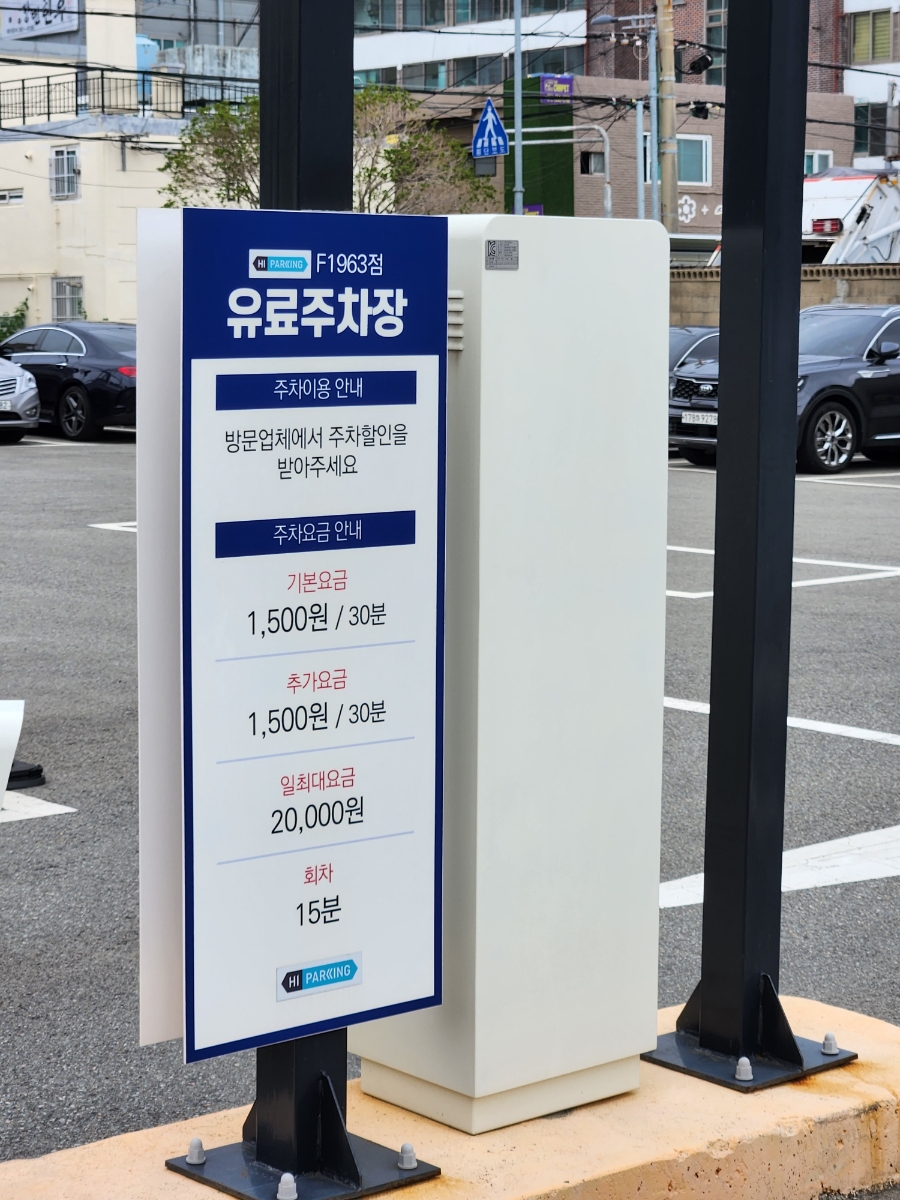 HI PARKING F1963점
유료주차장
주차이용 안내
방문업체에서 주차할인을
받아주세요
주차요금 안내
기본요금
1,500원 / 30분
추가요금
1,500원 / 30분
일최대요금
20,000원
회차
15분
HI PARKING
횡단보도